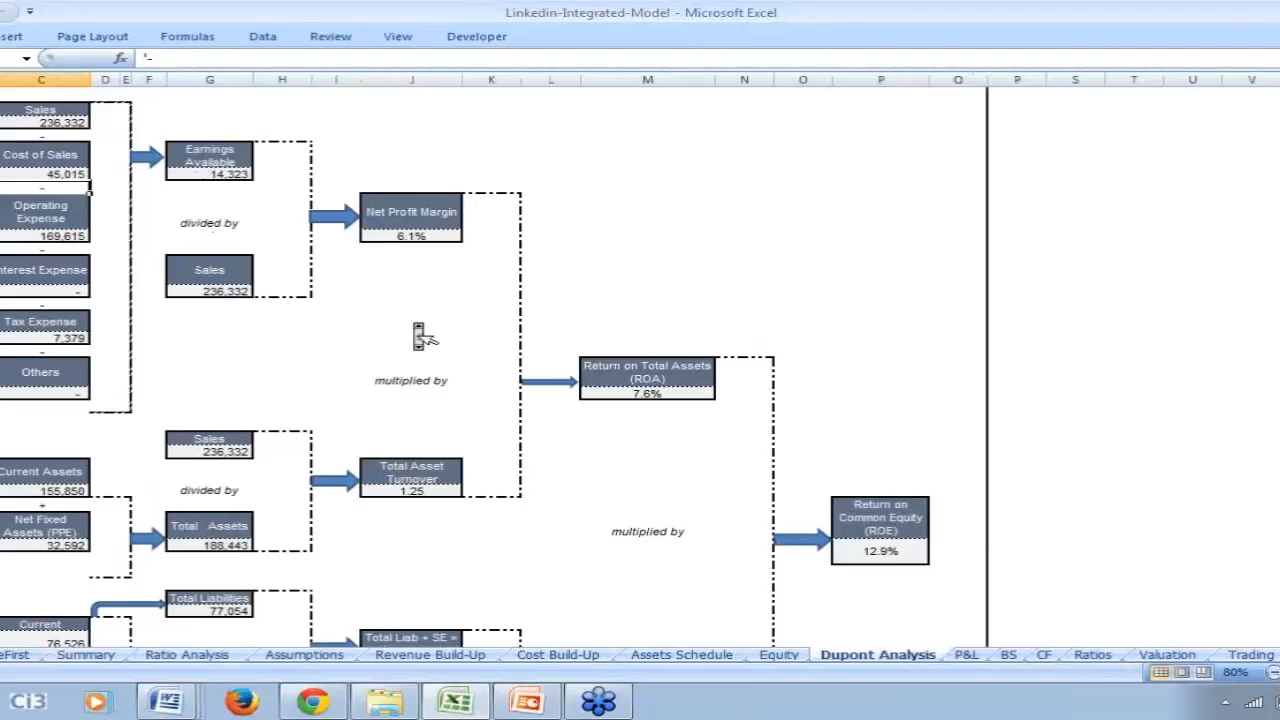 Linkedin-Integrated-Model - Microsoft Excel
sert Page Layout Formulas Data Review View Developer
fx '-
C D E F G H I J K L M N O P Q R S T U V
Sales
236,332
-
Cost of Sales
45,015
-
Operating
Expense
169,615
-
nterest Expense
-
-
Tax Expense
7,379
-
Others
-
Earnings
Available
14,323
divided by
Sales
236,332
Net Profit Margin
6.1%
multiplied by
Return on Total Assets
(ROA)
7.6%
Sales
236,332
divided by
Total Assets
188,443
Current Assets
155,850
+
Net Fixed
Assets (PPE)
32,592
Total Asset
Turnover
1.25
multiplied by
Return on
Common Equity
(ROE)
12.9%
Total Liabilities
77,054
Current
76,526
Total Liab + SE =
eFirst Summary Ratio Analysis Assumptions Revenue Build-Up Cost Build-Up Assets Schedule Equity Dupont Analysis P&L BS CF Ratios Valuation Trading
80%